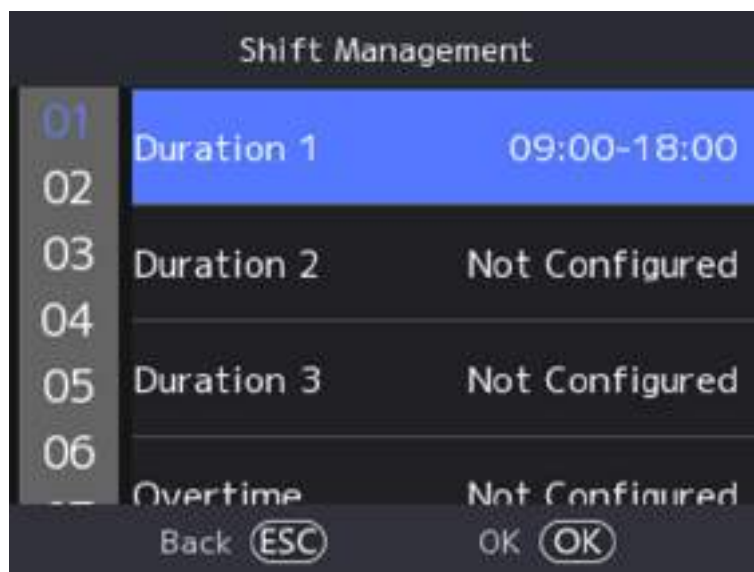 Shift Management
01
02
03
04
05
06
Duration 1 09:00-18:00
Duration 2 Not Configured
Duration 3 Not Configured
Overtime Not Configured
Back ESC OK OK